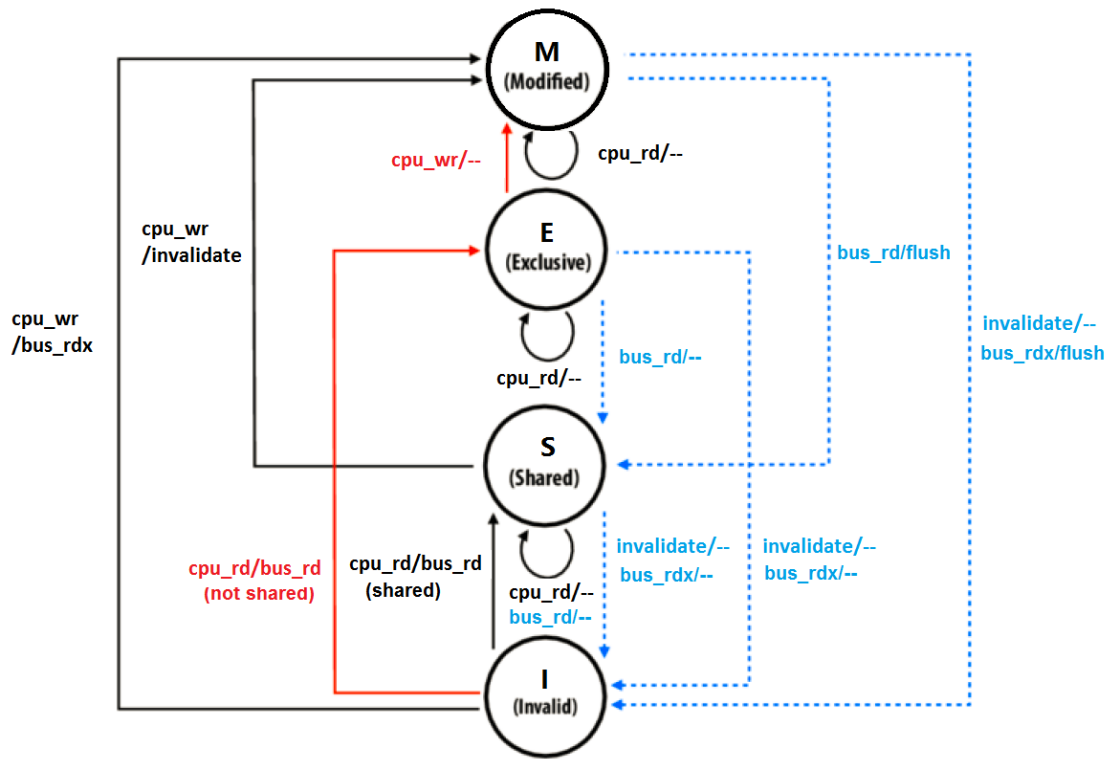 M
(Modified)
cpu_wr/--
cpu_rd/--
cpu_wr
/invalidate
E
(Exclusive)
bus_rd/flush
cpu_wr
/bus_rdx
invalidate/--
bus_rdx/flush
bus_rd/--
cpu_rd/--
S
(Shared)
cpu_rd/bus_rd
(not shared)
cpu_rd/bus_rd
(shared)
invalidate/--
bus_rdx/--
invalidate/--
bus_rdx/--
cpu_rd/--
bus_rd/--
I
(Invalid)